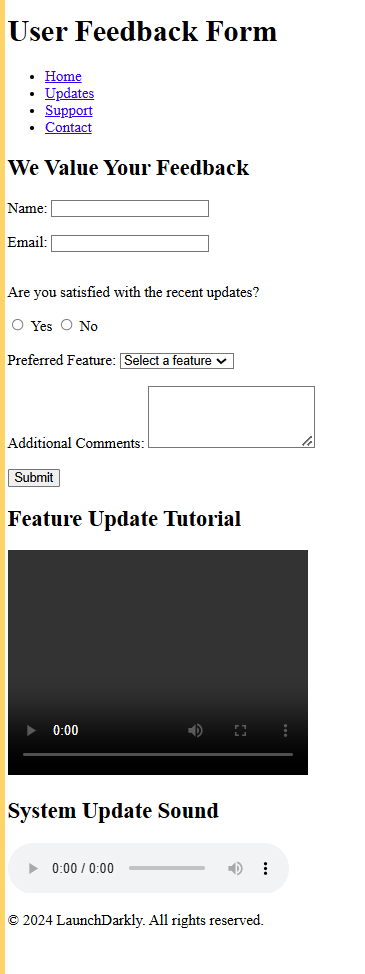 User Feedback Form
Home
Updates
Support
Contact
We Value Your Feedback
Name:
Email:
Are you satisfied with the recent updates?
Yes No
Preferred Feature: Select a feature
Additional Comments:
Submit
Feature Update Tutorial
0:00
System Update Sound
0:00 / 0:00
© 2024 LaunchDarkly. All rights reserved.